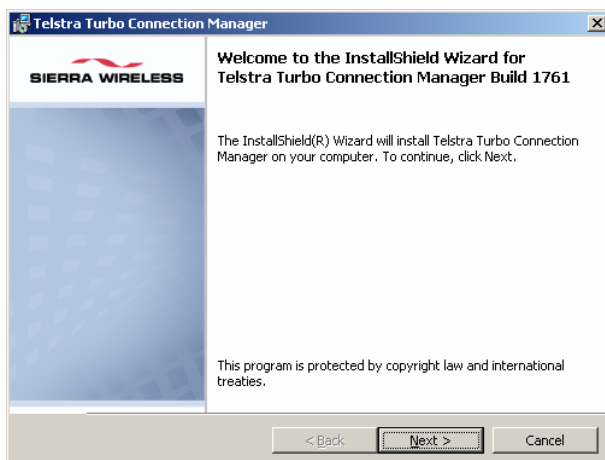 Telstra Turbo Connection Manager
SIERRA WIRELESS
Welcome to the InstallShield Wizard for
Telstra Turbo Connection Manager Build 1761
The InstallShield(R) Wizard will install Telstra Turbo Connection
Manager on your computer. To continue, click Next.
This program is protected by copyright law and international
treaties.
< Back Next > Cancel